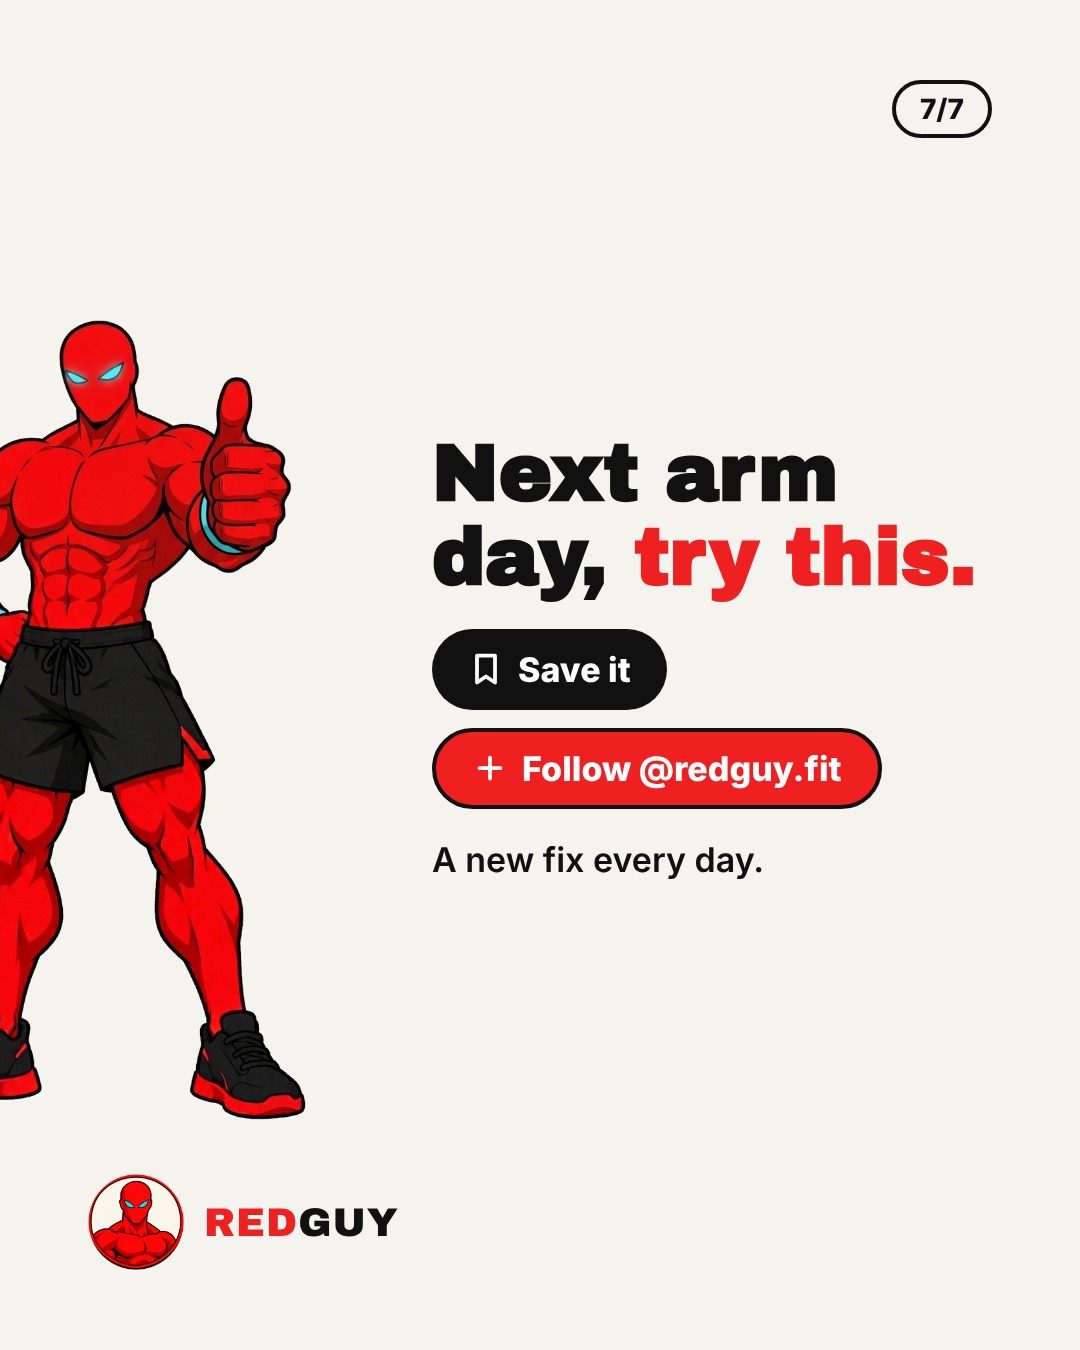 7/7
Next arm
day, try this.
Save it
+ Follow @redguy.fit
A new fix every day.
REDGUY